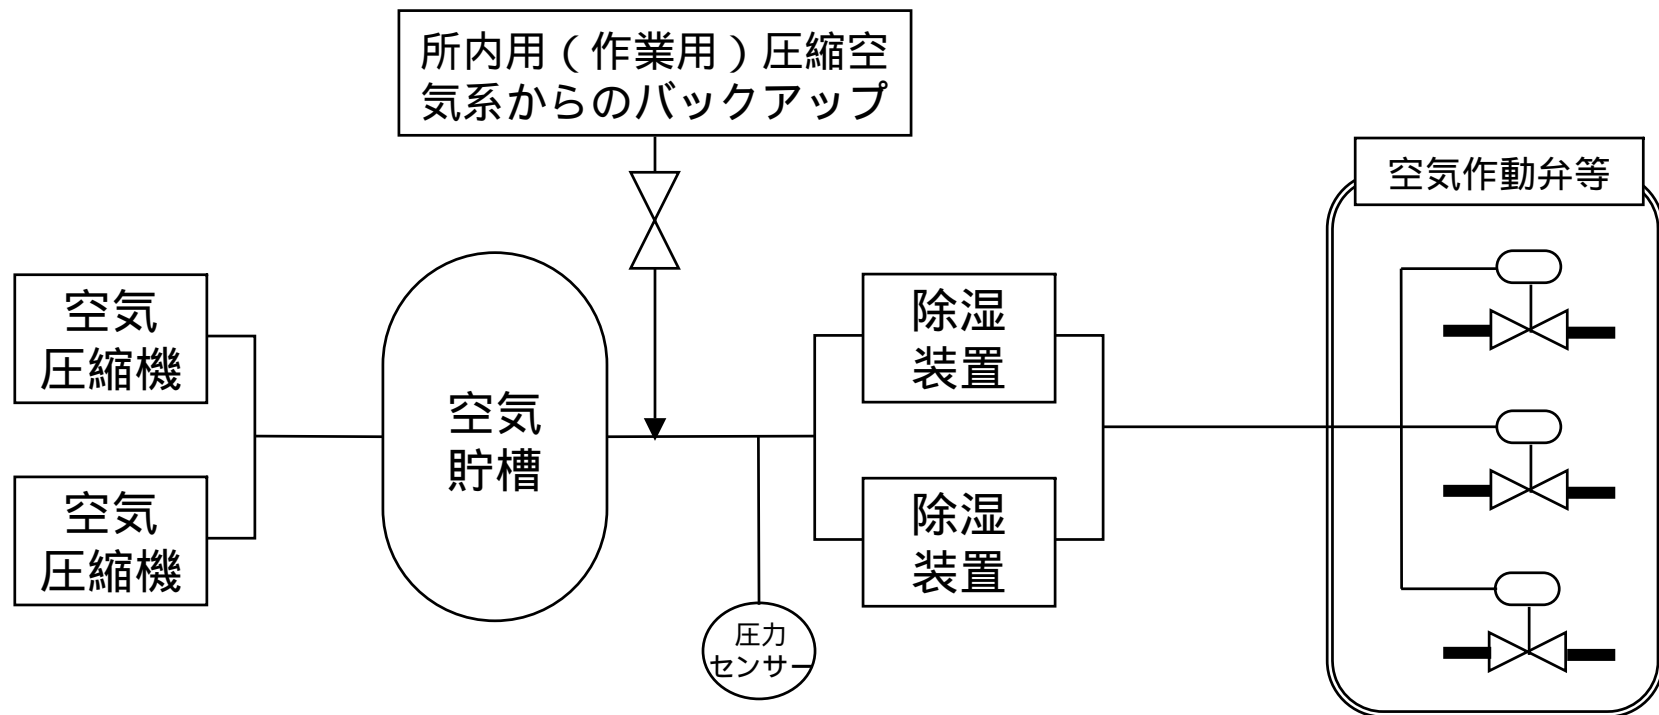 所内用(作業用)圧縮空
気系からのバックアップ
空気作動弁等
空気
圧縮機
空気
圧縮機
空気
貯槽
除湿
装置
除湿
装置
圧力
センサー